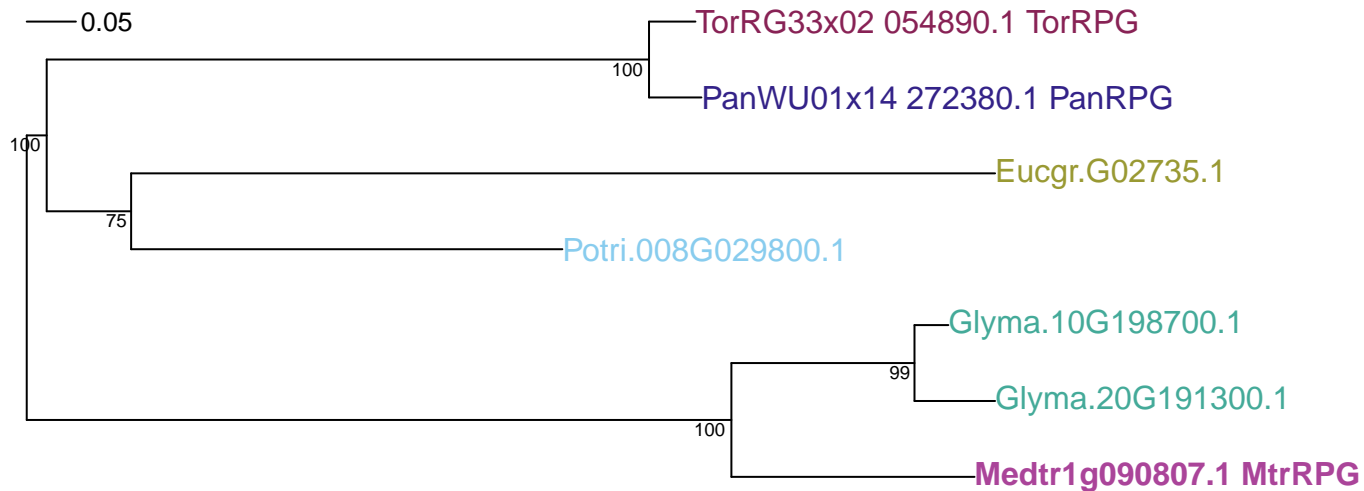 0.05
TorRG33x02 054890.1 TorRPG
100
PanWU01x14 272380.1 PanRPG
100
Eucgr.G02735.1
75
Potri.008G029800.1
Glyma.10G198700.1
99
Glyma.20G191300.1
100
Medtr1g090807.1 MtrRPG